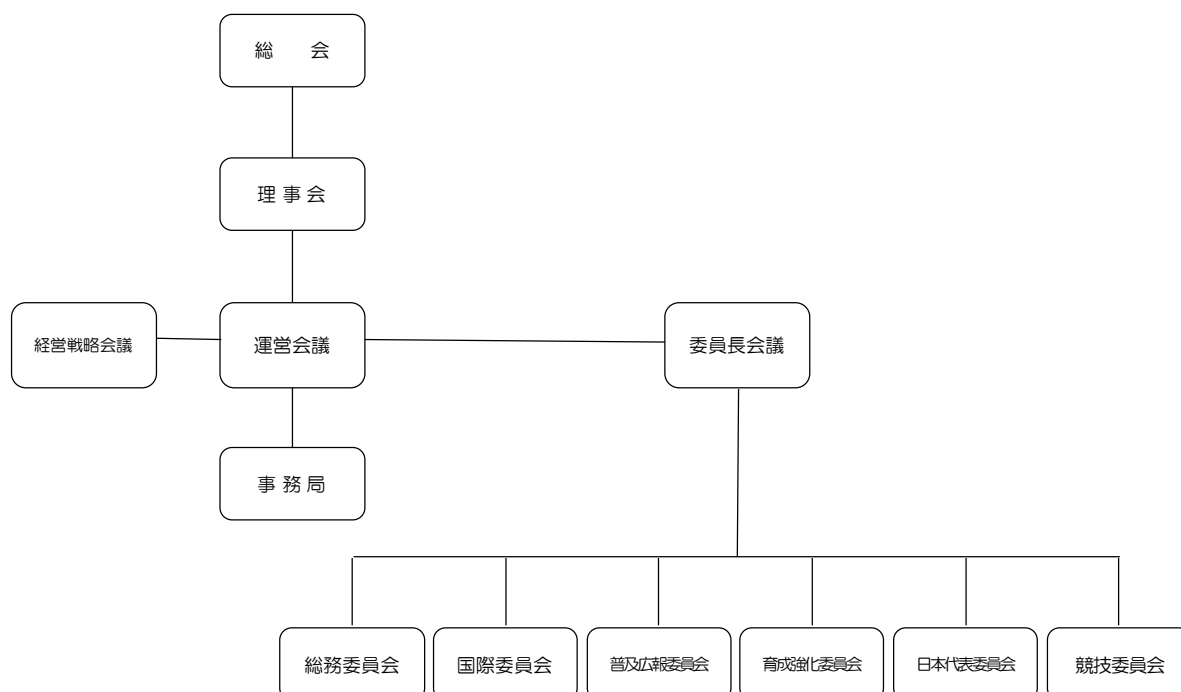 総　　会
理 事 会
経営戦略会議
運営会議
委員長会議
事 務 局
総務委員会
国際委員会
普及広報委員会
育成強化委員会
日本代表委員会
競技委員会